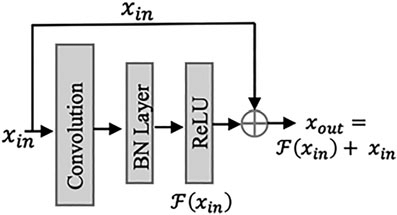 x_in
x_in
Convolution
BN Layer
ReLU
ℱ(x_in)
x_out =
ℱ(x_in) + x_in